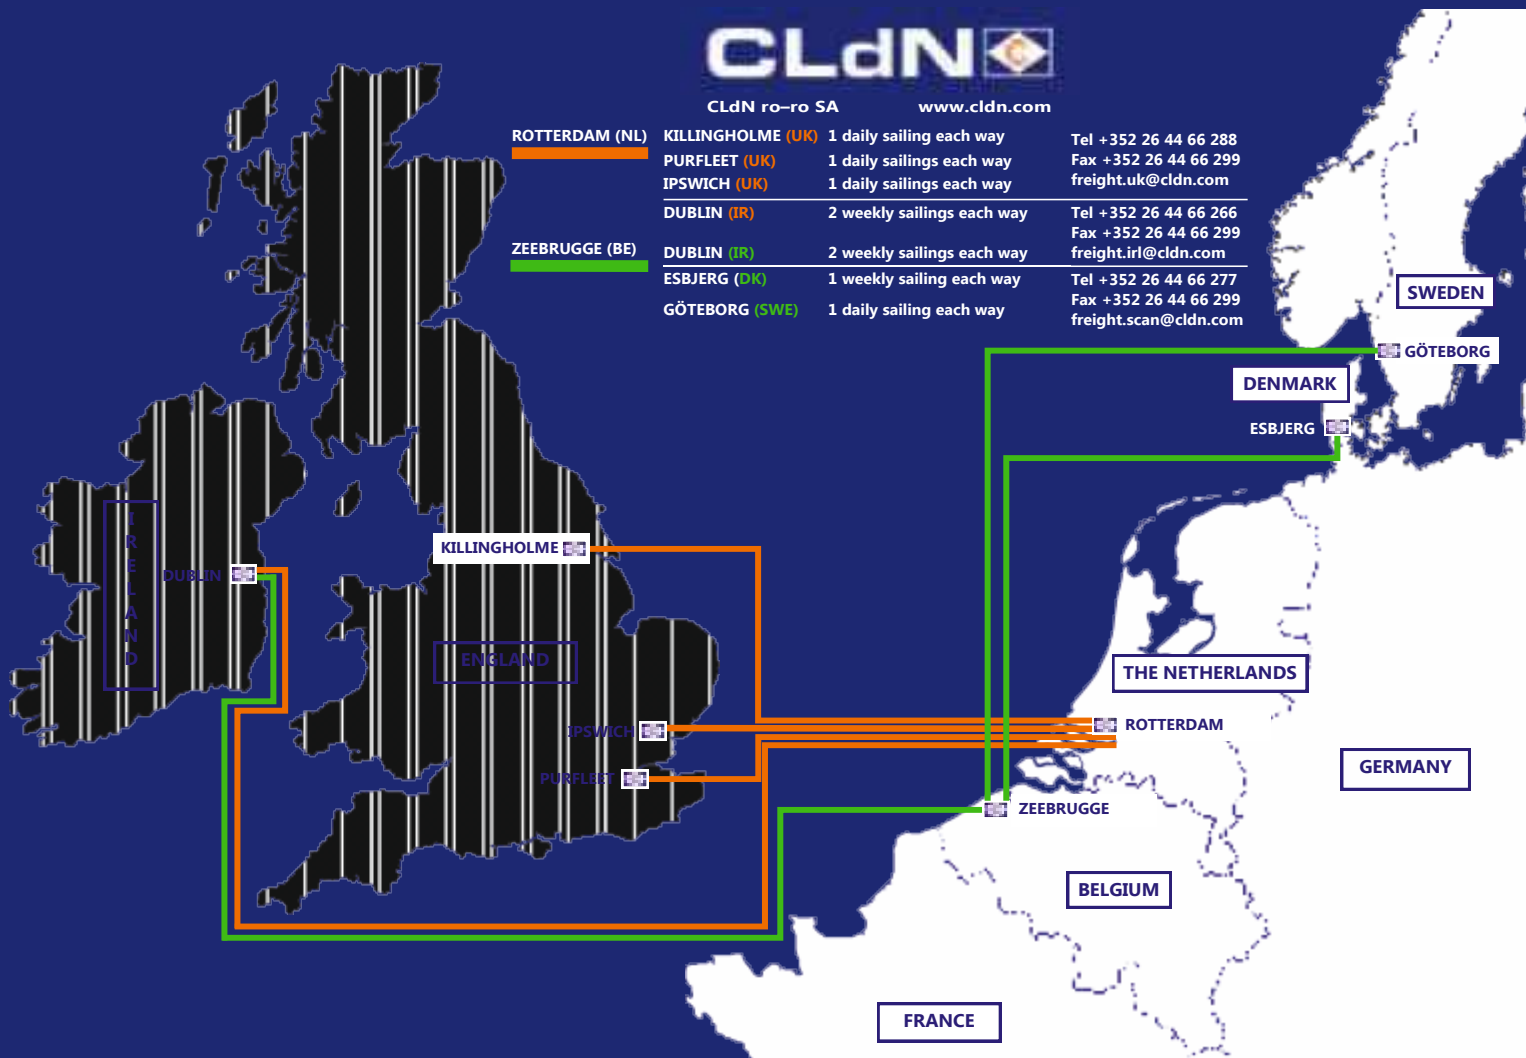 CLdN
CLdN ro–ro SA www.cldn.com
ROTTERDAM (NL) KILLINGHOLME (UK) 1 daily sailing each way Tel +352 26 44 66 288
PURFLEET (UK) 1 daily sailings each way Fax +352 26 44 66 299
IPSWICH (UK) 1 daily sailings each way freight.uk@cldn.com
DUBLIN (IR) 2 weekly sailings each way Tel +352 26 44 66 266
Fax +352 26 44 66 299
ZEEBRUGGE (BE) DUBLIN (IR) 2 weekly sailings each way freight.irl@cldn.com
ESBJERG (DK) 1 weekly sailing each way Tel +352 26 44 66 277
Fax +352 26 44 66 299
GÖTEBORG (SWE) 1 daily sailing each way freight.scan@cldn.com
SWEDEN
GÖTEBORG
DENMARK
ESBJERG
IRELAND
KILLINGHOLME
DUBLIN
ENGLAND
THE NETHERLANDS
IPSWICH
ROTTERDAM
PURFLEET
GERMANY
ZEEBRUGGE
BELGIUM
FRANCE